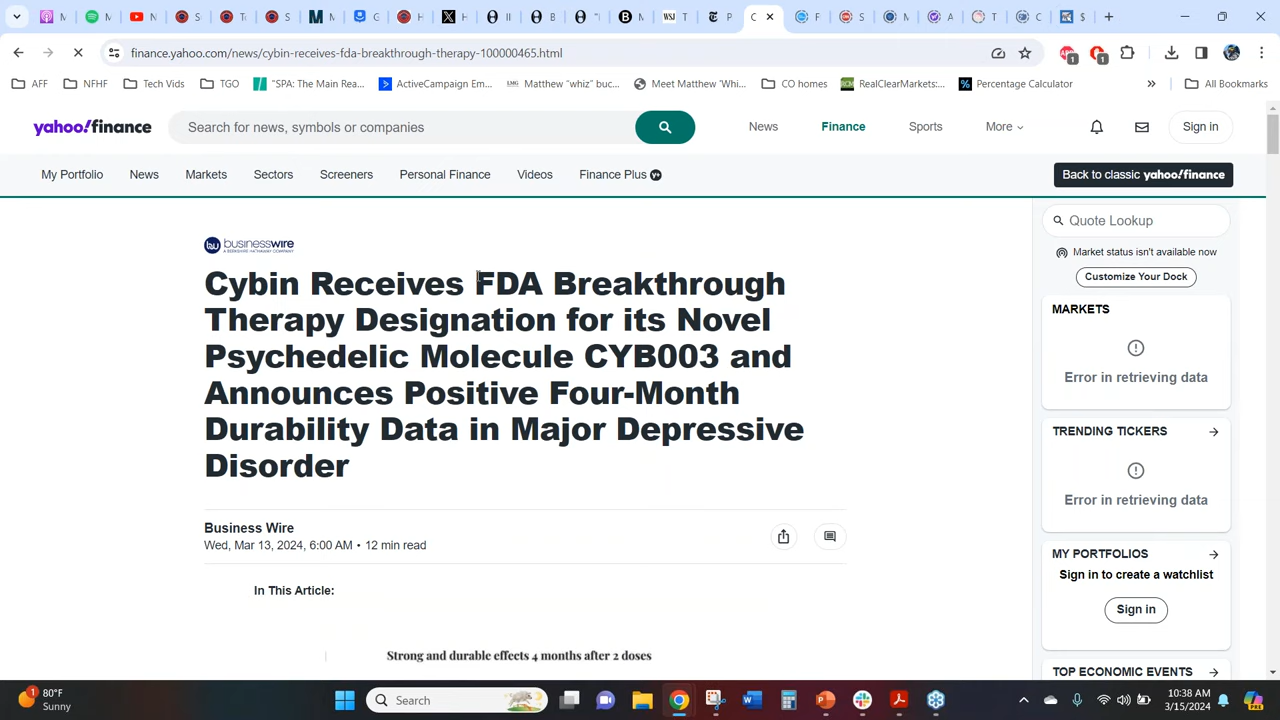 S
M
N
S
T
S
M
G
H
H
II
B
"I
M
T
P
C
F
S
M
A
T
C
$
finance.yahoo.com/news/cybin-receives-fda-breakthrough-therapy-100000465.html
1
1
AFF
NFHF
Tech Vids
TGO
"SPA: The Main Rea...
ActiveCampaign Em...
Matthew “whiz” buc...
Meet Matthew 'Whi...
CO homes
RealClearMarkets:...
Percentage Calculator
»
All Bookmarks
yahoo!finance
Search for news, symbols or companies
News
Finance
Sports
More
Sign in
My Portfolio
News
Markets
Sectors
Screeners
Personal Finance
Videos
Finance Plus
Back to classic yahoo!finance
businesswire
A BERKSHIRE HATHAWAY COMPANY
Cybin Receives FDA Breakthrough
Therapy Designation for its Novel
Psychedelic Molecule CYB003 and
Announces Positive Four-Month
Durability Data in Major Depressive
Disorder
Business Wire
Wed, Mar 13, 2024, 6:00 AM • 12 min read
In This Article:
Strong and durable effects 4 months after 2 doses
Quote Lookup
Market status isn't available now
Customize Your Dock
MARKETS
Error in retrieving data
TRENDING TICKERS
Error in retrieving data
MY PORTFOLIOS
Sign in to create a watchlist
Sign in
TOP ECONOMIC EVENTS
1
80°F
Sunny
Search
10:38 AM
3/15/2024